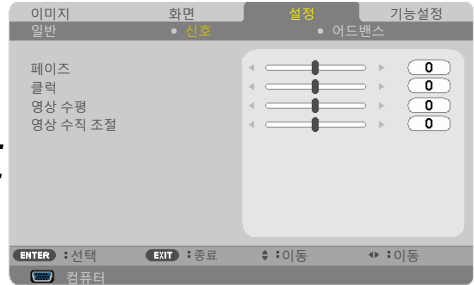 이미지 화면 설정 기능설정
일반 • 신호 • 어드밴스
페이즈 0
클럭 0
영상 수평 0
영상 수직 조절 0
ENTER :선택 EXIT :종료 :이동 :이동
컴퓨터